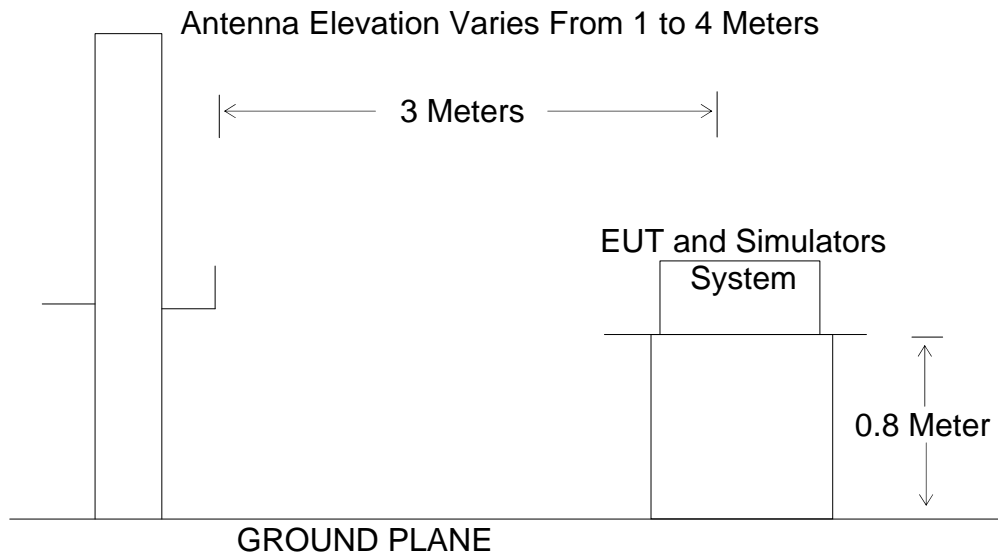 Antenna Elevation Varies From 1 to 4 Meters
3 Meters
EUT and Simulators
System
0.8 Meter
GROUND PLANE